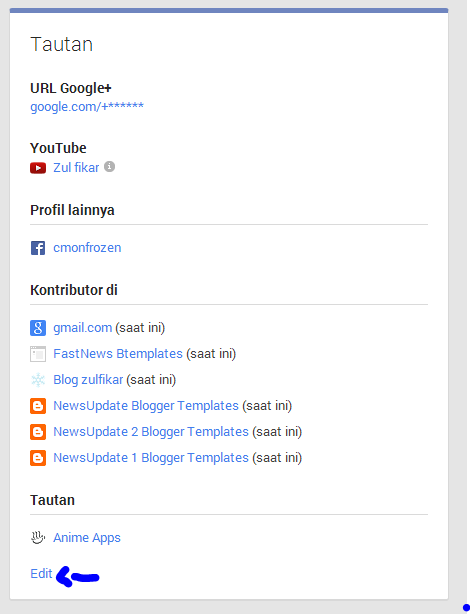 Tautan
URL Google+
google.com/+******
YouTube
Zul fikar
Profil lainnya
cmonfrozen
Kontributor di
gmail.com (saat ini)
FastNews Btemplates (saat ini)
Blog zulfikar (saat ini)
NewsUpdate Blogger Templates (saat ini)
NewsUpdate 2 Blogger Templates (saat ini)
NewsUpdate 1 Blogger Templates (saat ini)
Tautan
Anime Apps
Edit